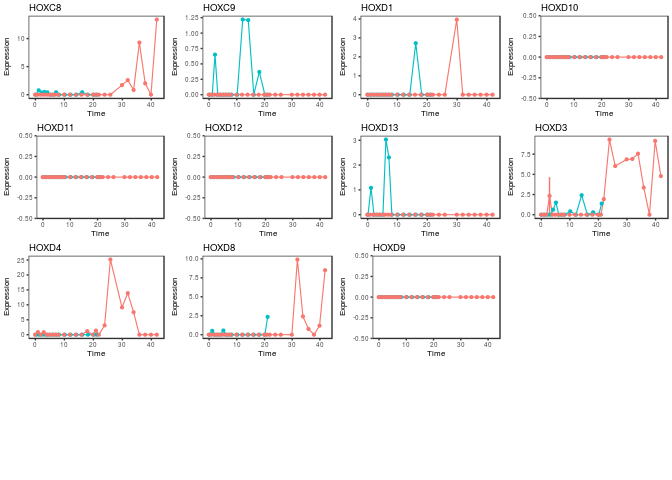 HOXC8 HOXC9 HOXD1 HOXD10
Expression 0 5 10
0 10 20 30 40
Time
Expression 0.00 0.25 0.50 0.75 1.00 1.25
0 10 20 30 40
Time
Expression 0 1 2 3 4
0 10 20 30 40
Time
Expression -0.50 -0.25 0.00 0.25 0.50
0 10 20 30 40
Time
HOXD11 HOXD12 HOXD13 HOXD3
Expression -0.50 -0.25 0.00 0.25 0.50
0 10 20 30 40
Time
Expression -0.50 -0.25 0.00 0.25 0.50
0 10 20 30 40
Time
Expression 0 1 2 3
0 10 20 30 40
Time
Expression 0.0 2.5 5.0 7.5
0 10 20 30 40
Time
HOXD4 HOXD8 HOXD9
Expression 0 5 10 15 20 25
0 10 20 30 40
Time
Expression 0.0 2.5 5.0 7.5 10.0
0 10 20 30 40
Time
Expression -0.50 -0.25 0.00 0.25 0.50
0 10 20 30 40
Time